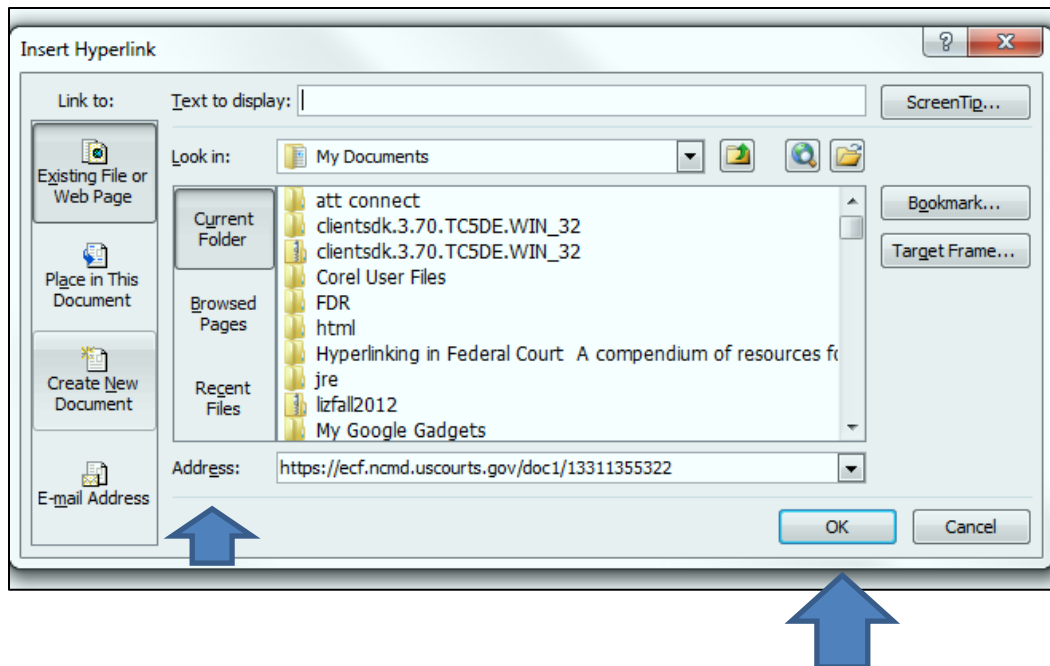 Insert Hyperlink
Link to:
Text to display:
ScreenTip...
Existing File or
Web Page
Look in:
My Documents
Current
Folder
att connect
clientsdk.3.70.TC5DE.WIN_32
clientsdk.3.70.TC5DE.WIN_32
Corel User Files
FDR
html
Hyperlinking in Federal Court A compendium of resources
jre
lizfall2012
My Google Gadgets
Bookmark...
Target Frame...
Place in This
Document
Browsed
Pages
Create New
Document
Recent
Files
E-mail Address
Address:
https://ecf.ncmd.uscourts.gov/doc1/13311355322
OK
Cancel